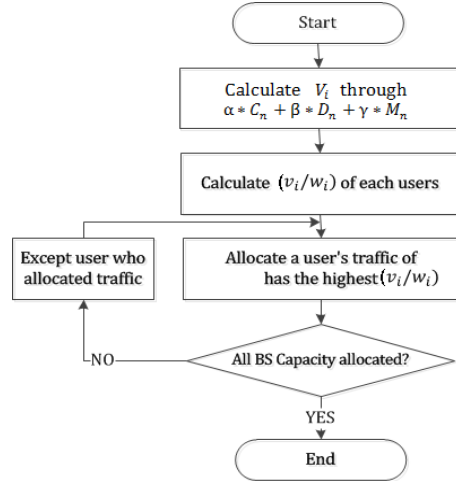 Start
Calculate V_i through
α * C_n + β * D_n + γ * M_n
Calculate (v_i/w_i) of each users
Except user who
allocated traffic
Allocate a user's traffic of
has the highest(v_i/w_i)
All BS Capacity allocated?
NO
YES
End